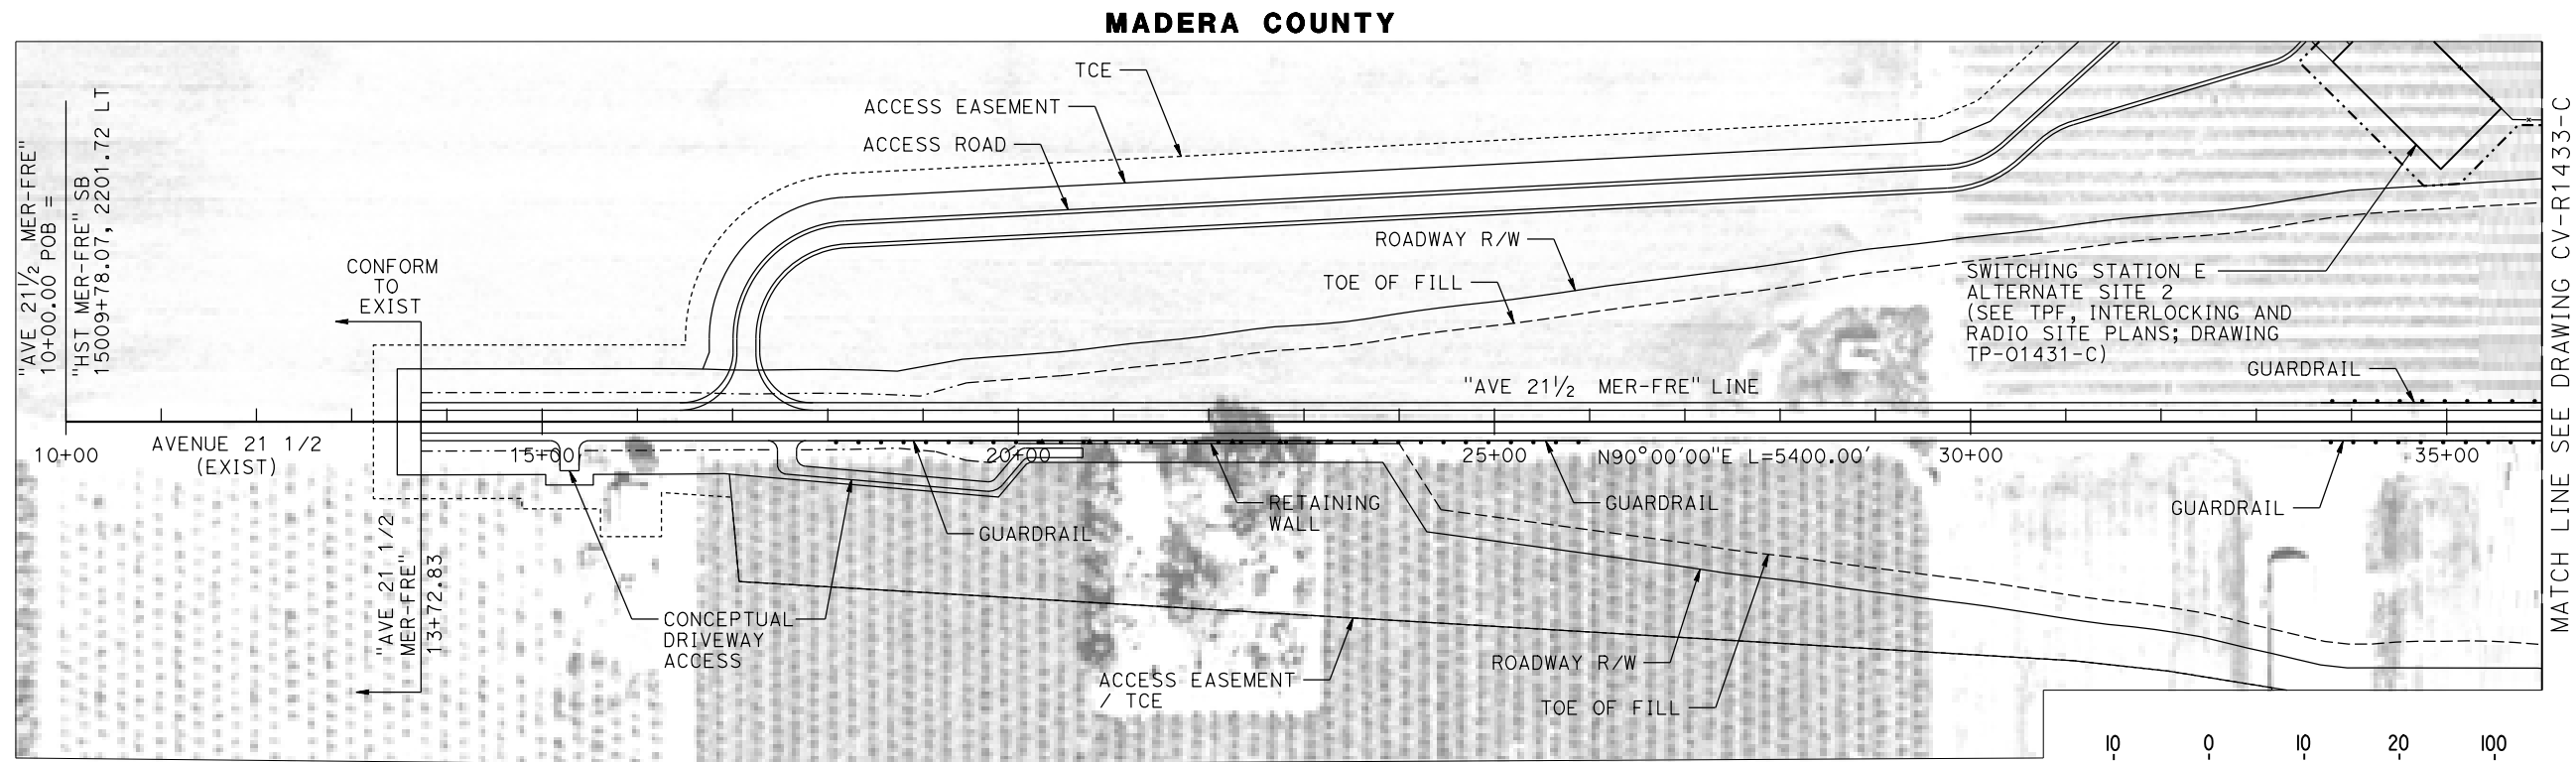 MADERA COUNTY
"AVE 21½ MER-FRE"
10+00.00 POB =
"HST MER-FRE" SB
15009+78.07, 2201.72 LT
TCE
ACCESS EASEMENT
ACCESS ROAD
ROADWAY R/W
TOE OF FILL
CONFORM
TO
EXIST
SWITCHING STATION E
ALTERNATE SITE 2
(SEE TPF, INTERLOCKING AND
RADIO SITE PLANS; DRAWING
TP-01431-C)
GUARDRAIL
"AVE 21½ MER-FRE" LINE
AVENUE 21 1/2
(EXIST)
10+00
15+00
20+00
25+00
N90°00'00"E L=5400.00'
30+00
35+00
"AVE 21 1/2
MER-FRE"
13+72.83
GUARDRAIL
RETAINING
WALL
GUARDRAIL
GUARDRAIL
CONCEPTUAL
DRIVEWAY
ACCESS
ACCESS EASEMENT
/ TCE
ROADWAY R/W
TOE OF FILL
MATCH LINE SEE DRAWING CV-R1433-C
10 0 10 20 100